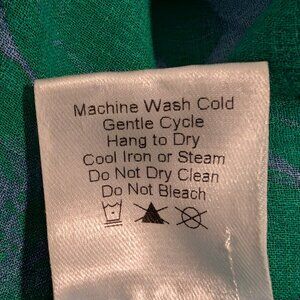 Machine Wash Cold
Gentle Cycle
Hang to Dry
Cool Iron or Steam
Do Not Dry Clean
Do Not Bleach